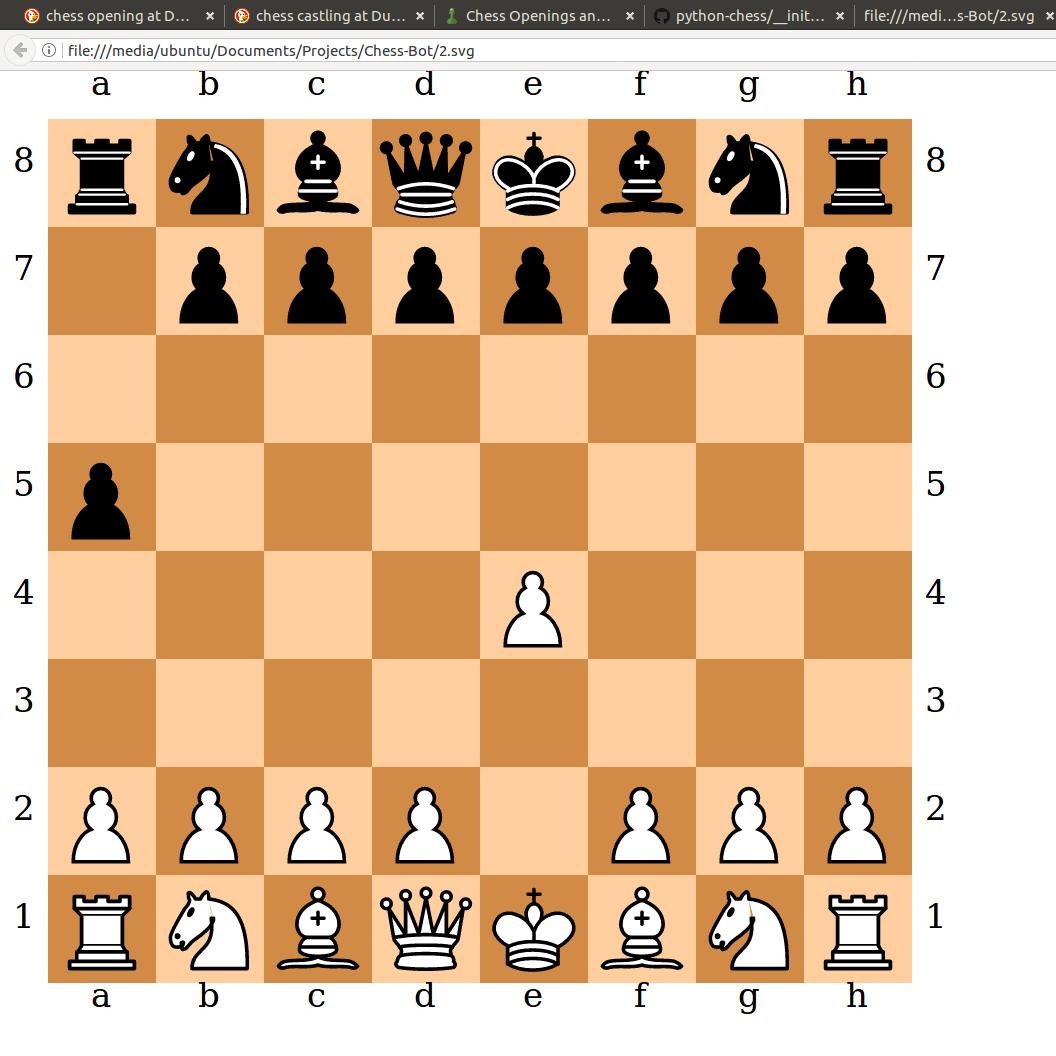 chess opening at D... × chess castling at Du... × Chess Openings an... × python-chess/__init... × file:///medi...s-Bot/2.svg ×
file:///media/ubuntu/Documents/Projects/Chess-Bot/2.svg
a b c d e f g h
8 8
7 7
6 6
5 5
4 4
3 3
2 2
1 1
a b c d e f g h